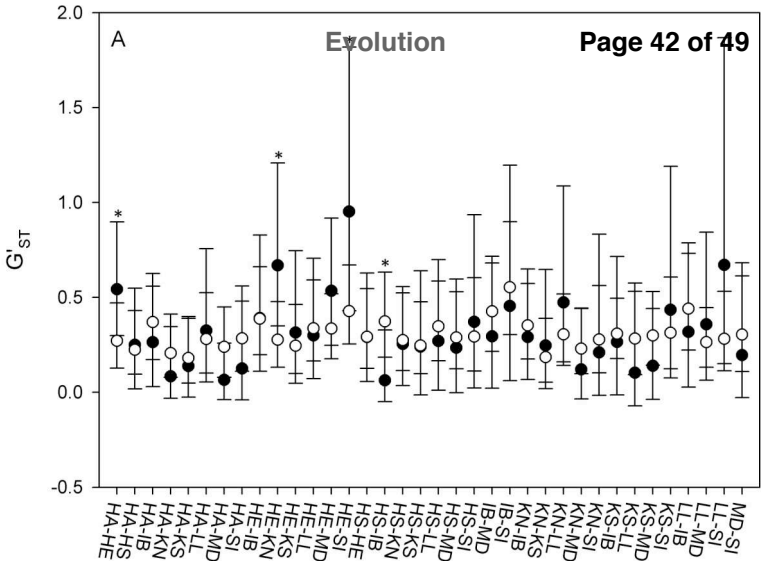 Evolution Page 42 of 49
A
2.0
1.5
1.0
0.5
0.0
-0.5
G'ST
*
*
*
*
HA-HE
HA-HS
HA-IB
HA-KN
HA-KS
HA-LL
HA-MD
HA-SI
HE-IB
HE-KN
HE-KS
HE-LL
HE-MD
HE-SI
HS-HE
HS-IB
HS-KN
HS-KS
HS-LL
HS-MD
HS-SI
IB-MD
IB-SI
KN-IB
KN-KS
KN-LL
KN-MD
KN-SI
KS-IB
KS-LL
KS-MD
KS-SI
LL-IB
LL-MD
LL-SI
MD-SI